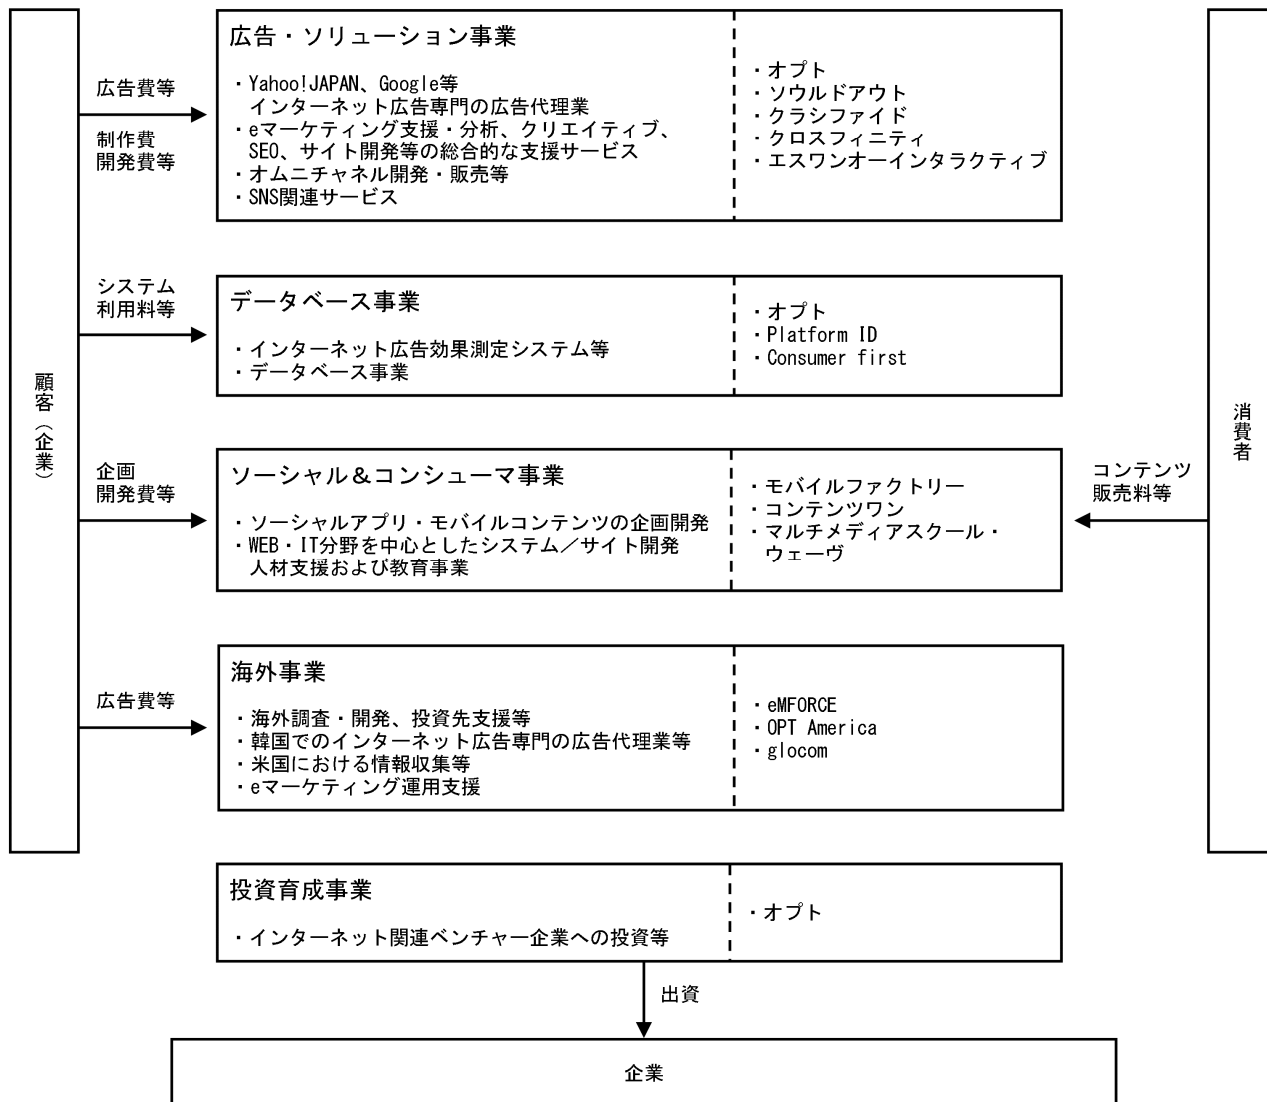 顧客（企業）
広告費等
制作費
開発費等
広告・ソリューション事業
・Yahoo!JAPAN、Google等
インターネット広告専門の広告代理業
・eマーケティング支援・分析、クリエイティブ、
SEO、サイト開発等の総合的な支援サービス
・オムニチャネル開発・販売等
・SNS関連サービス
・オプト
・ソウルドアウト
・クラシファイド
・クロスフィニティ
・エスワンオーインタラクティブ
システム
利用料等
データベース事業
・インターネット広告効果測定システム等
・データベース事業
・オプト
・Platform ID
・Consumer first
企画
開発費等
ソーシャル＆コンシューマ事業
・ソーシャルアプリ・モバイルコンテンツの企画開発
・WEB・IT分野を中心としたシステム／サイト開発
人材支援および教育事業
・モバイルファクトリー
・コンテンツワン
・マルチメディアスクール・
ウェーヴ
コンテンツ
販売料等
消費者
広告費等
海外事業
・海外調査・開発、投資先支援等
・韓国でのインターネット広告専門の広告代理業等
・米国における情報収集等
・eマーケティング運用支援
・eMFORCE
・OPT America
・glocom
投資育成事業
・インターネット関連ベンチャー企業への投資等
・オプト
出資
企業